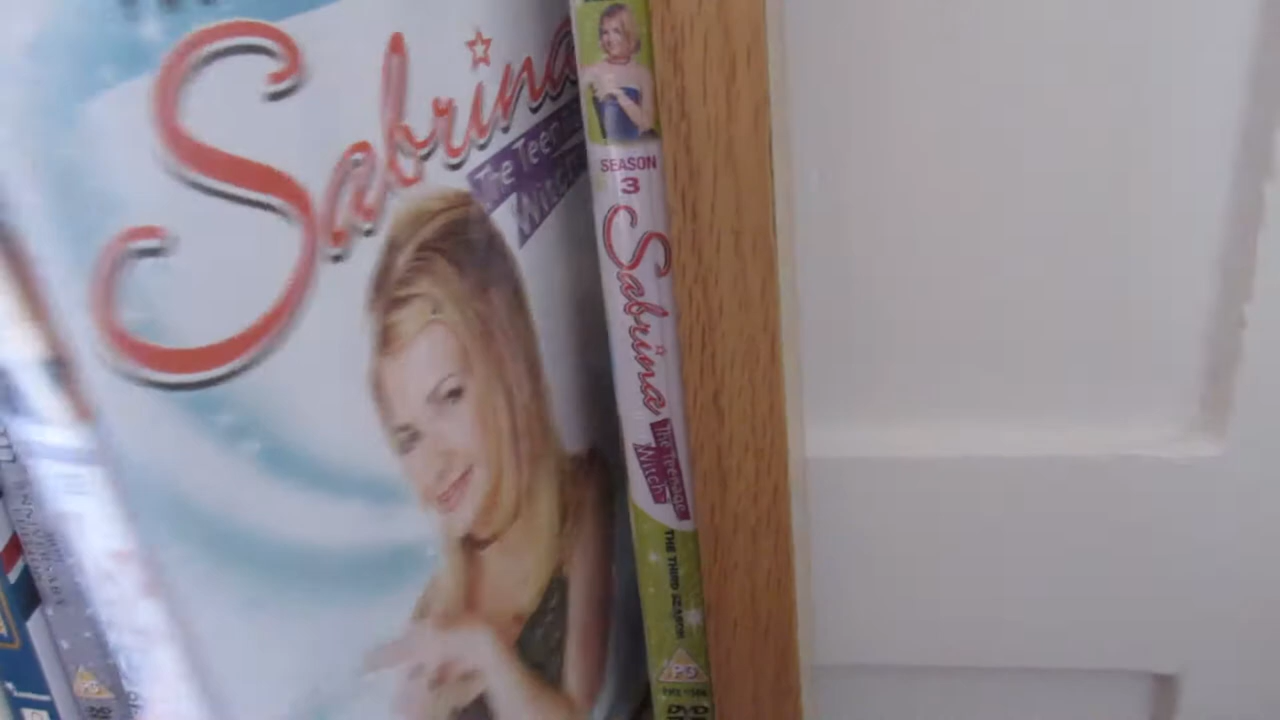 Sabrina
The Teen
Witch
SEASON
3
Sabrina
The Teenage
Witch
THE THIRD SEASON
PG